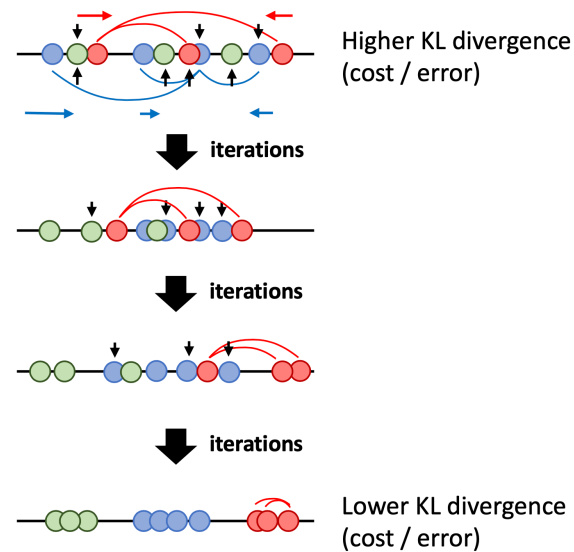 Higher KL divergence
(cost / error)
iterations
iterations
iterations
Lower KL divergence
(cost / error)